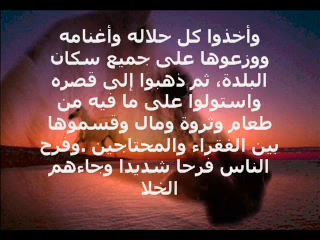 وأخذوا كل حلاله وأغنامه
ووزعوها على جميع سكان
البلدة، ثم ذهبوا إلى قصره
واستولوا على ما فيه من
طعام وثروة ومال وقسموها
بين الفقراء والمحتاجين .وفرح
الناس فرحا شديدا وجاءهم
الخلا